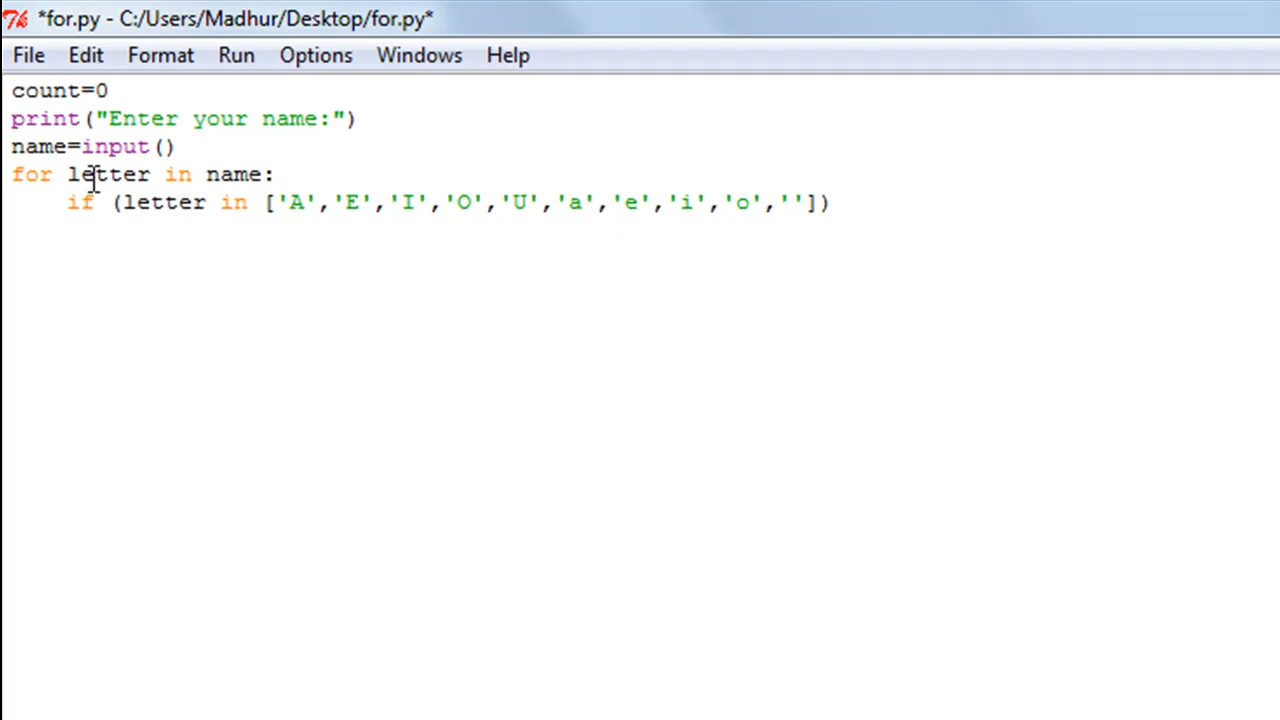 *for.py - C:/Users/Madhur/Desktop/for.py*
File Edit Format Run Options Windows Help
count=0
print("Enter your name:")
name=input()
for letter in name:
    if (letter in ['A','E','I','O','U','a','e','i','o',''])